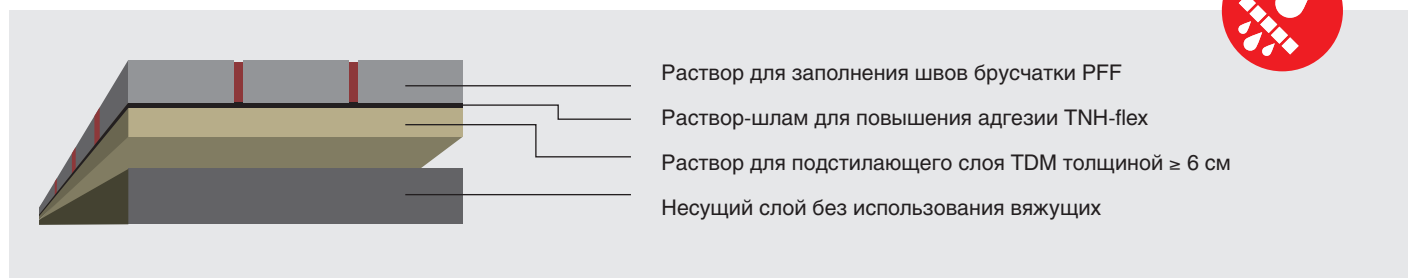 Раствор для заполнения швов брусчатки PFF
Раствор-шлам для повышения адгезии TNH-flex
Раствор для подстилающего слоя TDM толщиной ≥ 6 см
Несущий слой без использования вяжущих